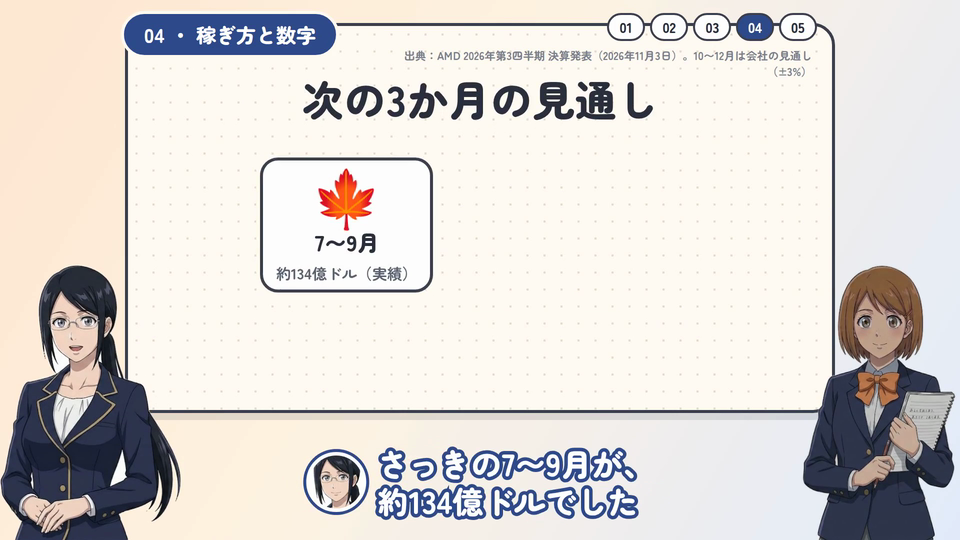 04 ・ 稼ぎ方と数字
01 02 03 04 05
出典：AMD 2026年第3四半期 決算発表（2026年11月3日）。10〜12月は会社の見通し
（±3%）
次の3か月の見通し
7〜9月
約134億ドル（実績）
さっきの7〜9月が、
約134億ドルでした